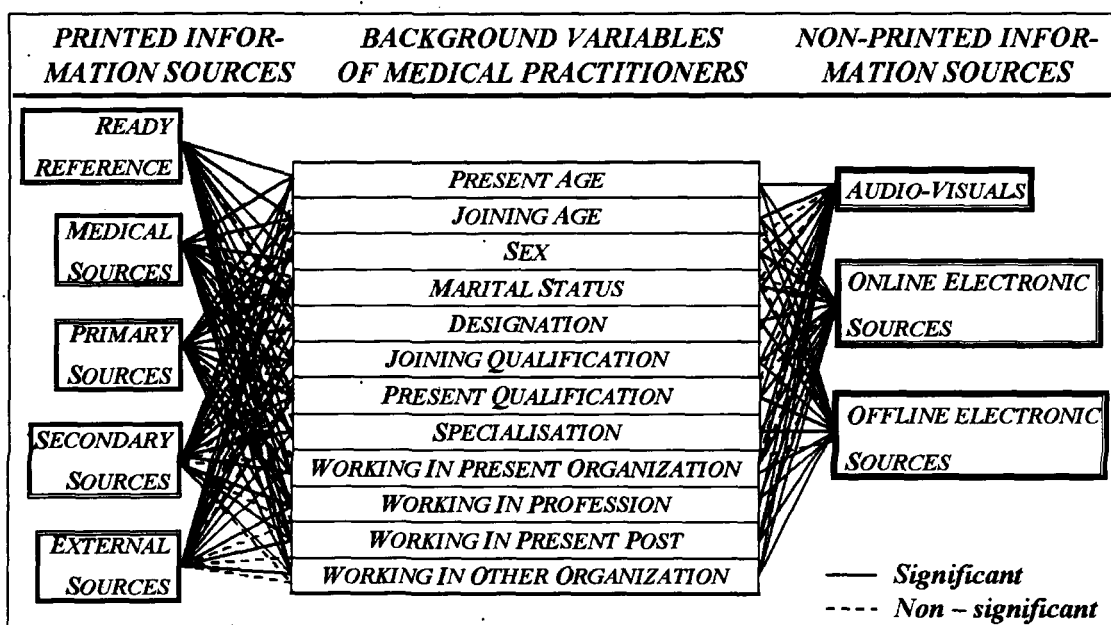 PRINTED INFOR-
MATION SOURCES
BACKGROUND VARIABLES
OF MEDICAL PRACTITIONERS
NON-PRINTED INFOR-
MATION SOURCES
READY
REFERENCE
MEDICAL
SOURCES
PRIMARY
SOURCES
SECONDARY
SOURCES
EXTERNAL
SOURCES
PRESENT AGE
JOINING AGE
SEX
MARITAL STATUS
DESIGNATION
JOINING QUALIFICATION
PRESENT QUALIFICATION
SPECIALISATION
WORKING IN PRESENT ORGANIZATION
WORKING IN PROFESSION
WORKING IN PRESENT POST
WORKING IN OTHER ORGANIZATION
AUDIO-VISUALS
ONLINE ELECTRONIC
SOURCES
OFFLINE ELECTRONIC
SOURCES
Significant
Non – significant